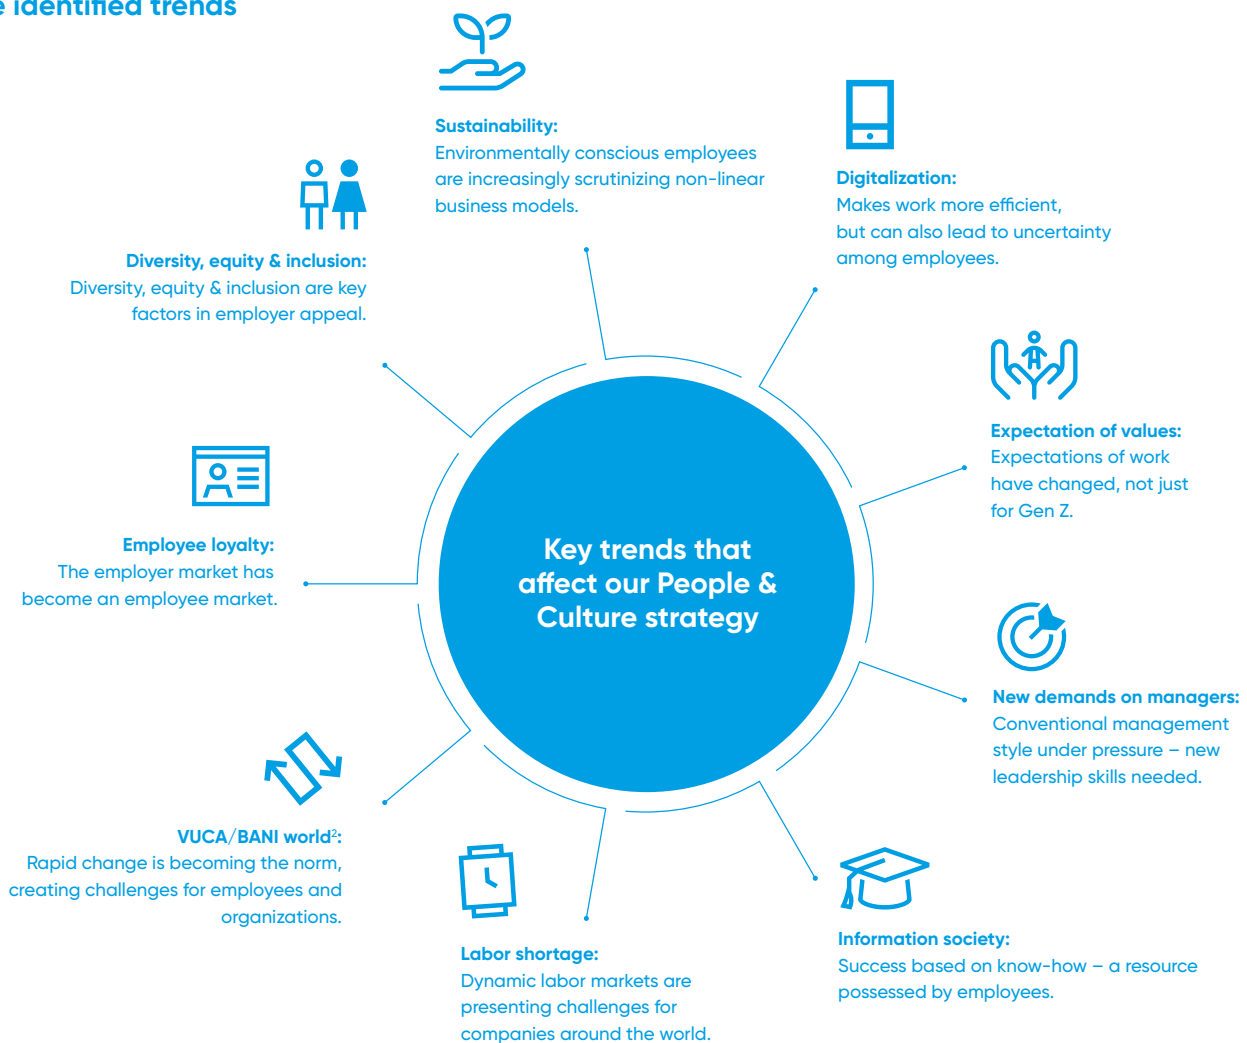 identified trends
Sustainability:
Environmentally conscious employees
are increasingly scrutinizing non-linear
business models.
Digitalization:
Makes work more efficient,
but can also lead to uncertainty
among employees.
Diversity, equity & inclusion:
Diversity, equity & inclusion are key
factors in employer appeal.
Expectation of values:
Expectations of work
have changed, not just
for Gen Z.
Key trends that
affect our People &
Culture strategy
Employee loyalty:
The employer market has
become an employee market.
New demands on managers:
Conventional management
style under pressure – new
leadership skills needed.
VUCA/BANI world²:
Rapid change is becoming the norm,
creating challenges for employees and
organizations.
Labor shortage:
Dynamic labor markets are
presenting challenges for
companies around the world.
Information society:
Success based on know-how – a resource
possessed by employees.